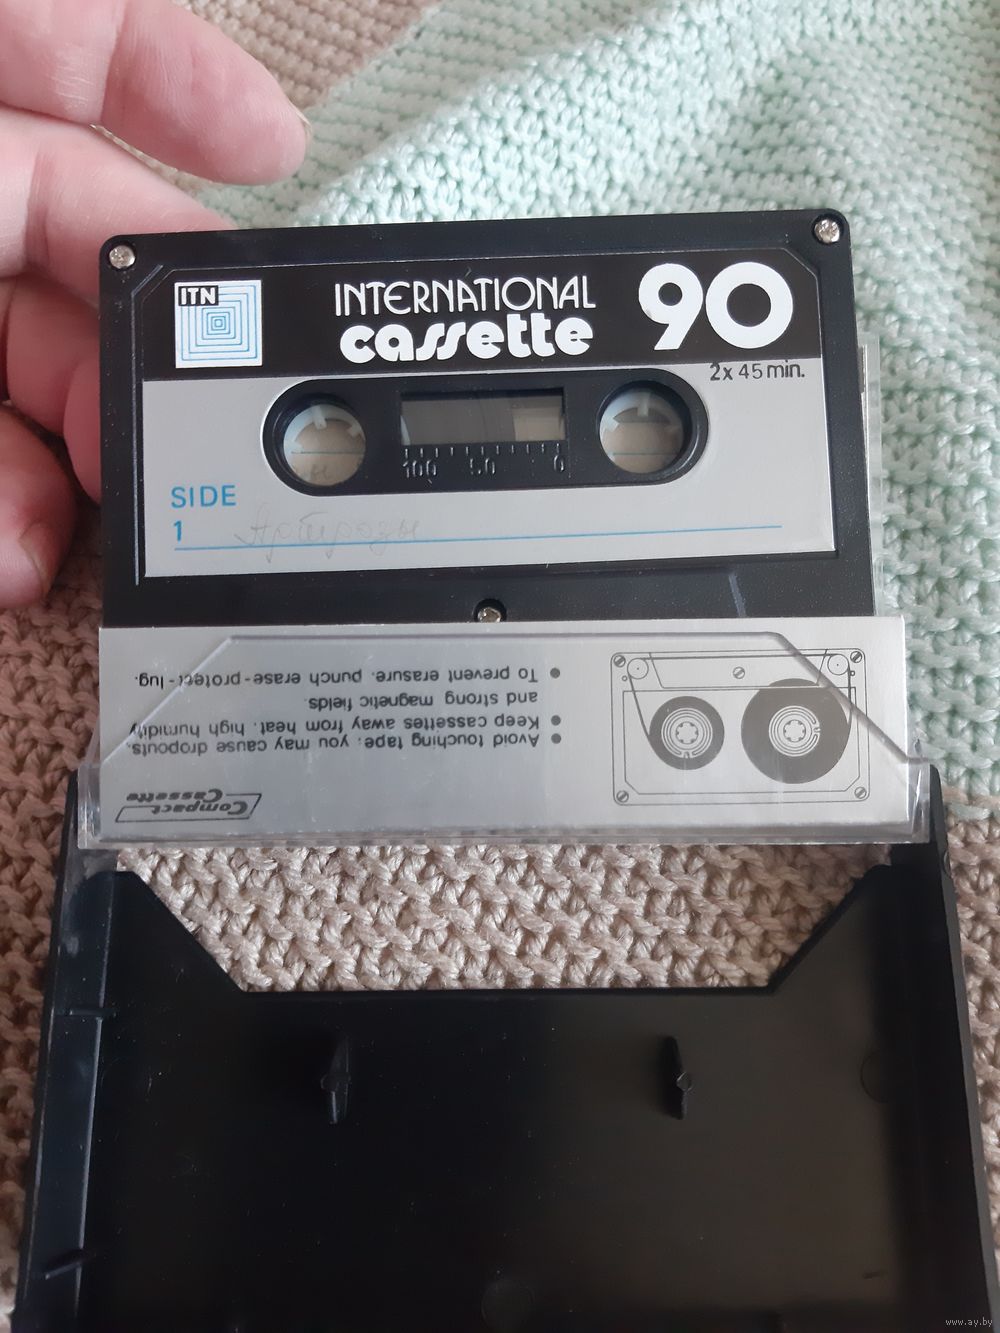 ITN
INTERNATIONAL
cassette
90
2x 45 min.
100 50 0
SIDE
1 Артрозы
Compact
Cassette
• Avoid touching tape: you may cause dropouts.
• Keep cassettes away from heat, high humidity
and strong magnetic fields.
• To prevent erasure, punch erase-protect-lug.
www.ay.by